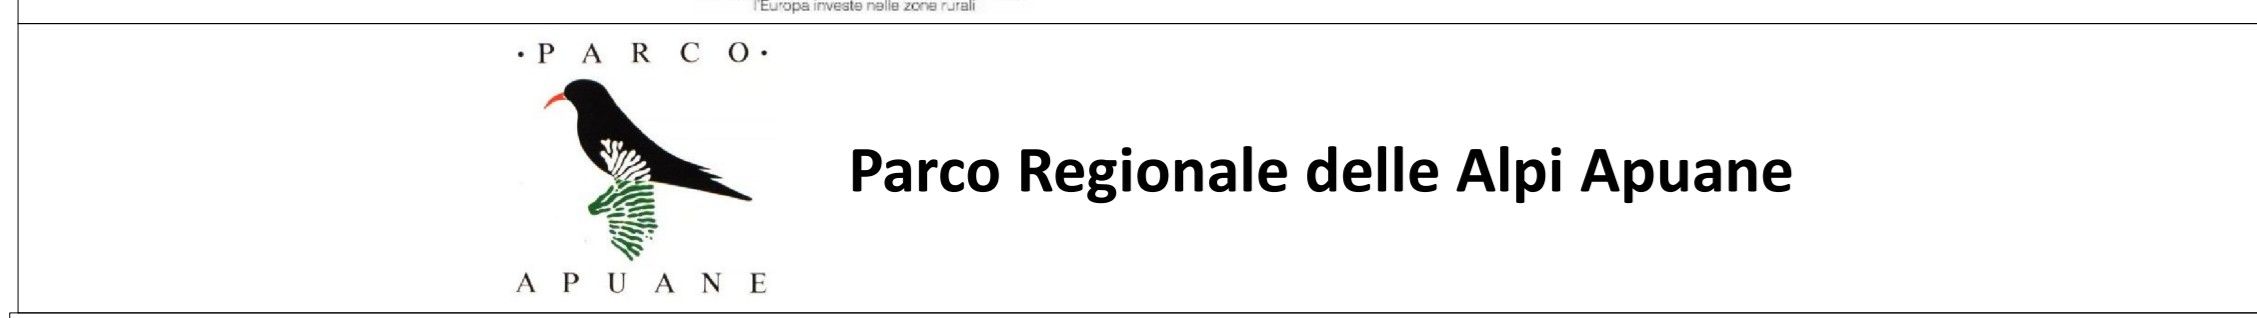 l'Europa investe nelle zone rurali
· P A R C O ·
Parco Regionale delle Alpi Apuane
A P U A N E